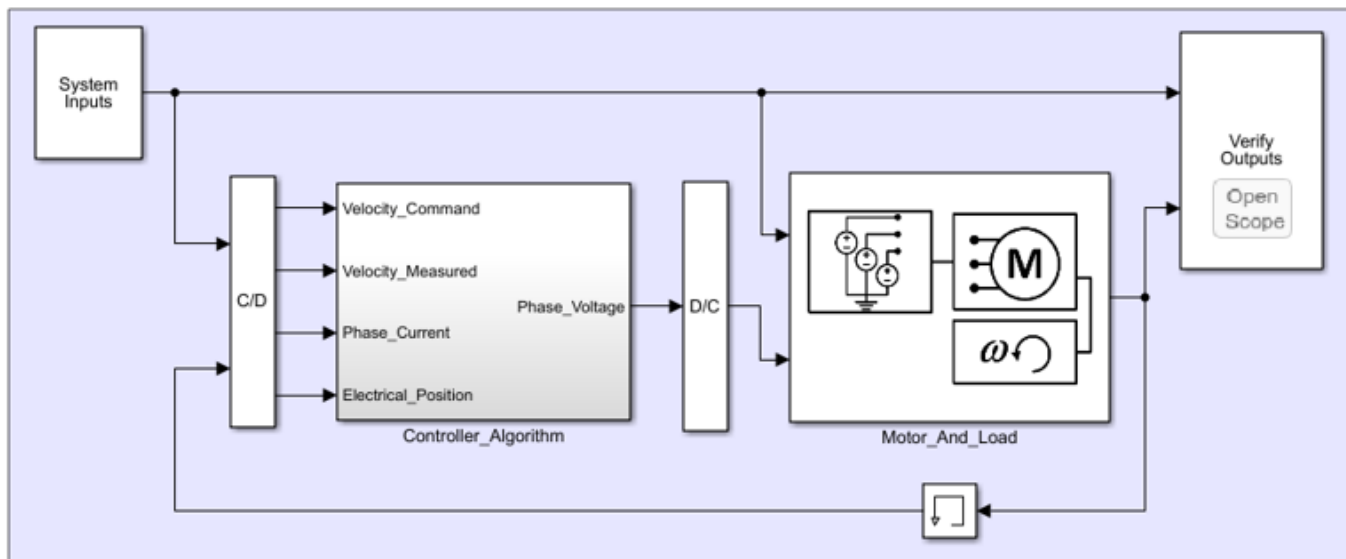 System
Inputs
Verify
Outputs
Open
Scope
C/D
Velocity_Command
Velocity_Measured
Phase_Current
Electrical_Position
Phase_Voltage
Controller_Algorithm
D/C
M
ω
Motor_And_Load